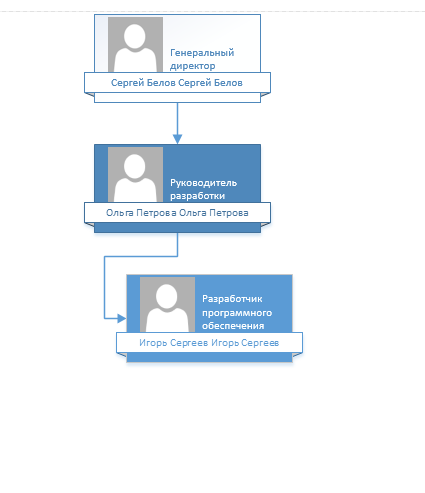 Генеральный
директор
Сергей Белов Сергей Белов
Руководитель
разработки
Ольга Петрова Ольга Петрова
Разработчик
программного
обеспечения
Игорь Сергеев Игорь Сергеев